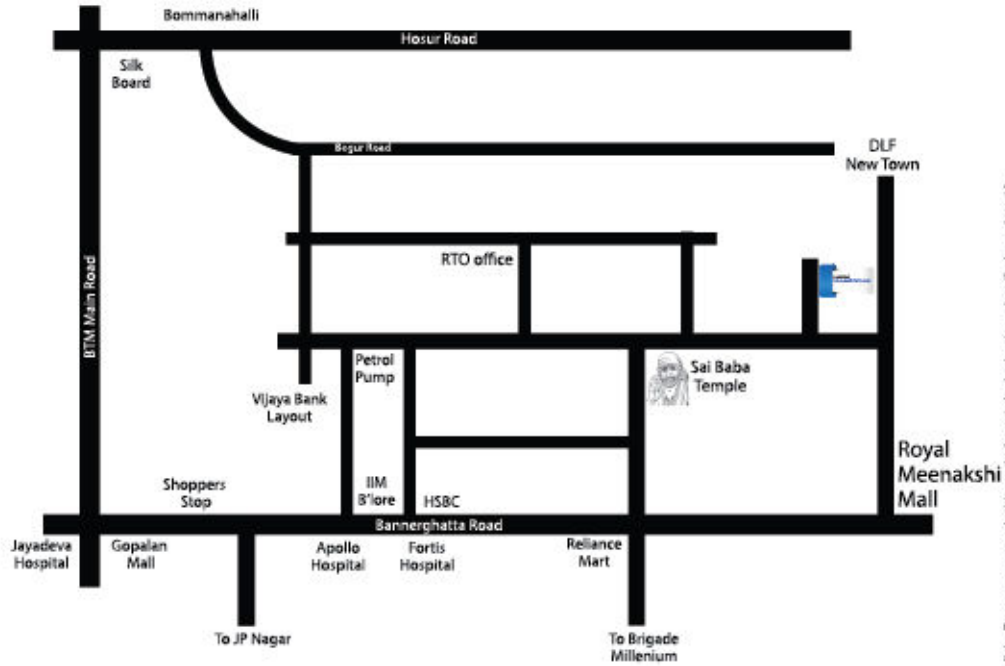 Bommanahalli
Hosur Road
Silk
Board
Begur Road
DLF
New Town
RTO office
BTM Main Road
Petrol
Pump
Sai Baba
Temple
Vijaya Bank
Layout
Royal
Meenakshi
Mall
Shoppers
Stop
IIM
B'lore
HSBC
Bannerghatta Road
Jayadeva
Hospital
Gopalan
Mall
Apollo
Hospital
Fortis
Hospital
Reliance
Mart
To JP Nagar
To Brigade
Millenium